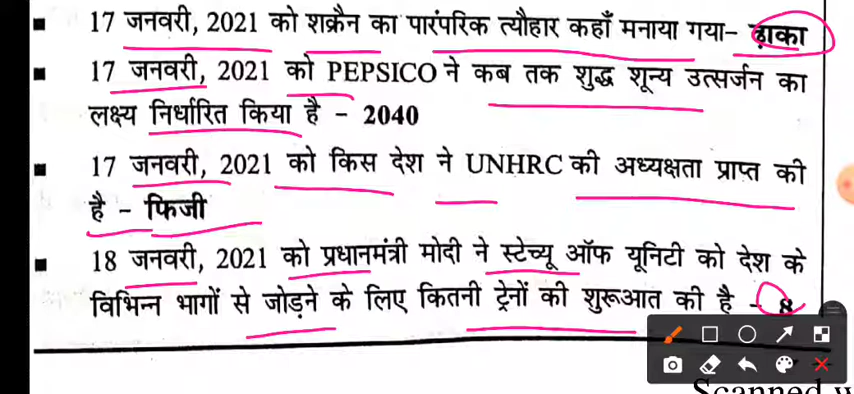 ▪ 17 जनवरी, 2021 को शक्रैन का पारंपरिक त्यौहार कहाँ मनाया गया– ढ़ाका
▪ 17 जनवरी, 2021 को PEPSICO ने कब तक शुद्ध शून्य उत्सर्जन का
लक्ष्य निर्धारित किया है – 2040
▪ 17 जनवरी, 2021 को किस देश ने UNHRC की अध्यक्षता प्राप्त की
है – फिजी
▪ 18 जनवरी, 2021 को प्रधानमंत्री मोदी ने स्टेच्यू ऑफ यूनिटी को देश के
विभिन्न भागों से जोड़ने के लिए कितनी ट्रेनों की शुरूआत की है – 8